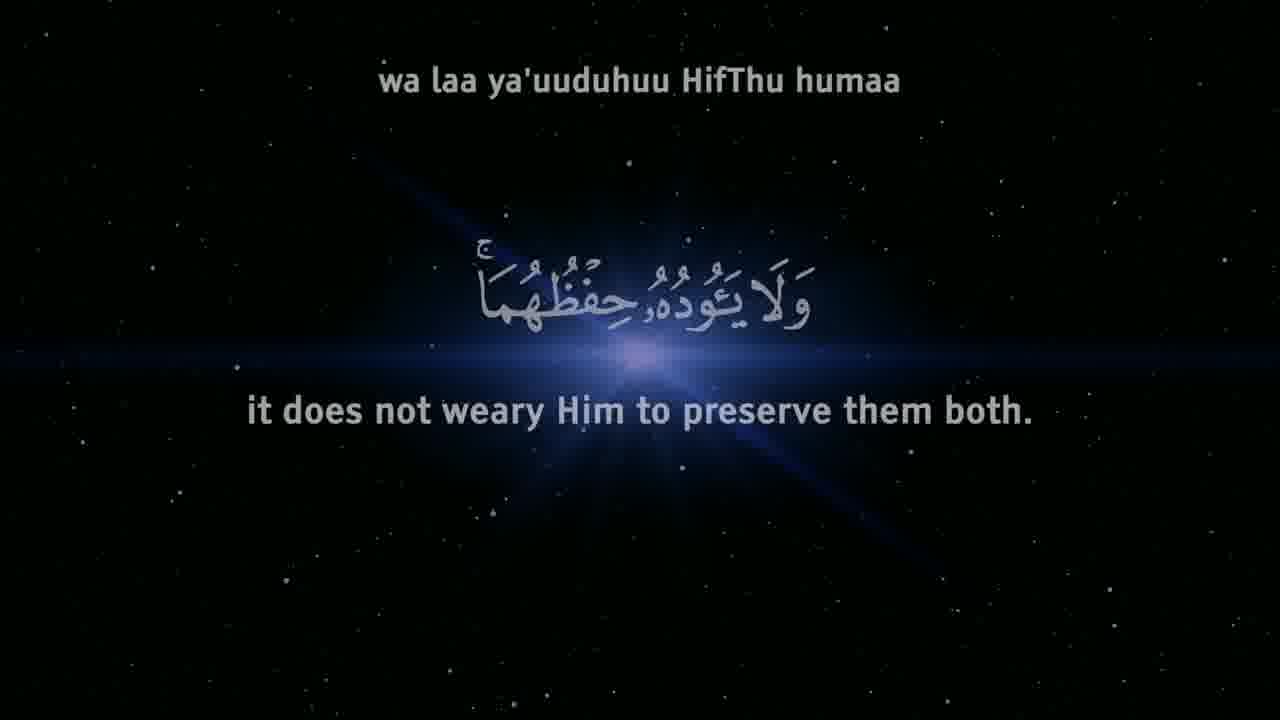 wa laa ya'uuduhuu HifThu humaa
وَلَا يَـُٔودُهُۥ حِفْظُهُمَا ۚ
it does not weary Him to preserve them both.